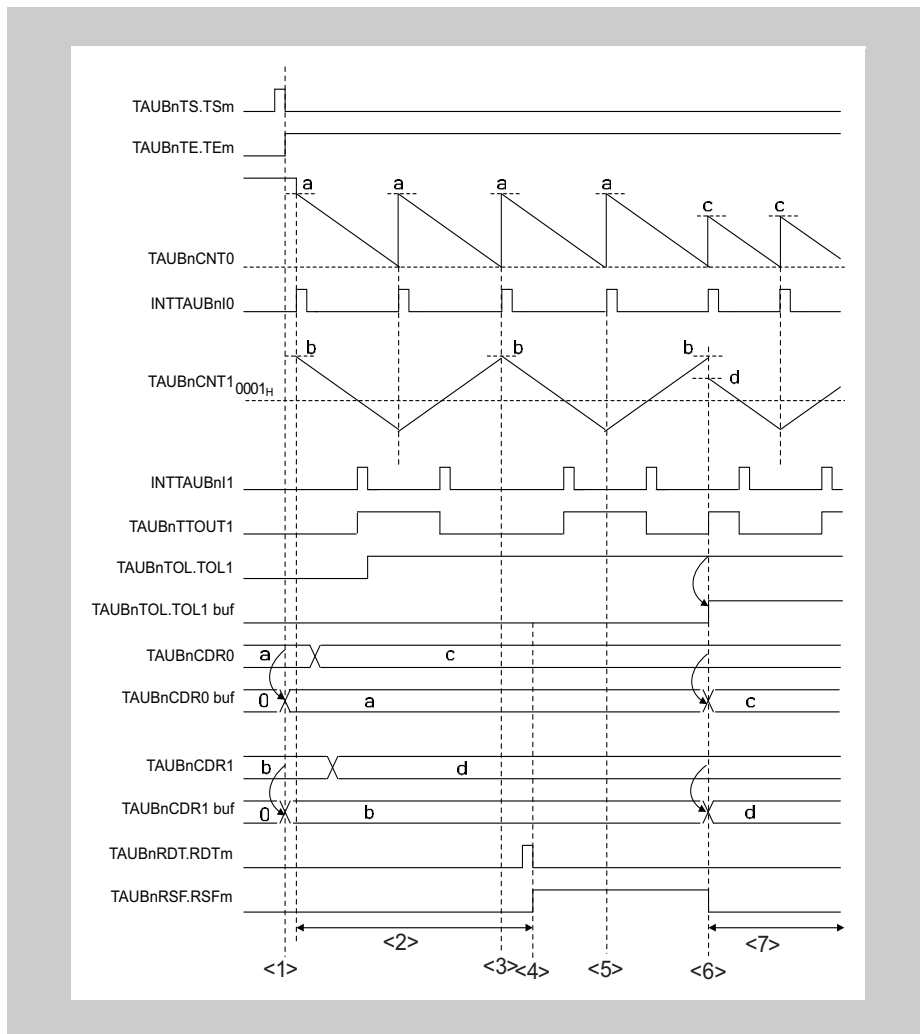 TAUBnTS.TSm
TAUBnTE.TEm
a a a a c c
TAUBnCNT0
INTTAUBnI0
b b b
d
TAUBnCNT1 0001H
INTTAUBnI1
TAUBnTTOUT1
TAUBnTOL.TOL1
TAUBnTOL.TOL1 buf
TAUBnCDR0 a c
TAUBnCDR0 buf 0 a c
TAUBnCDR1 b d
TAUBnCDR1 buf 0 b d
TAUBnRDT.RDTm
TAUBnRSF.RSFm
<2> <7>
<1> <3> <4> <5> <6>